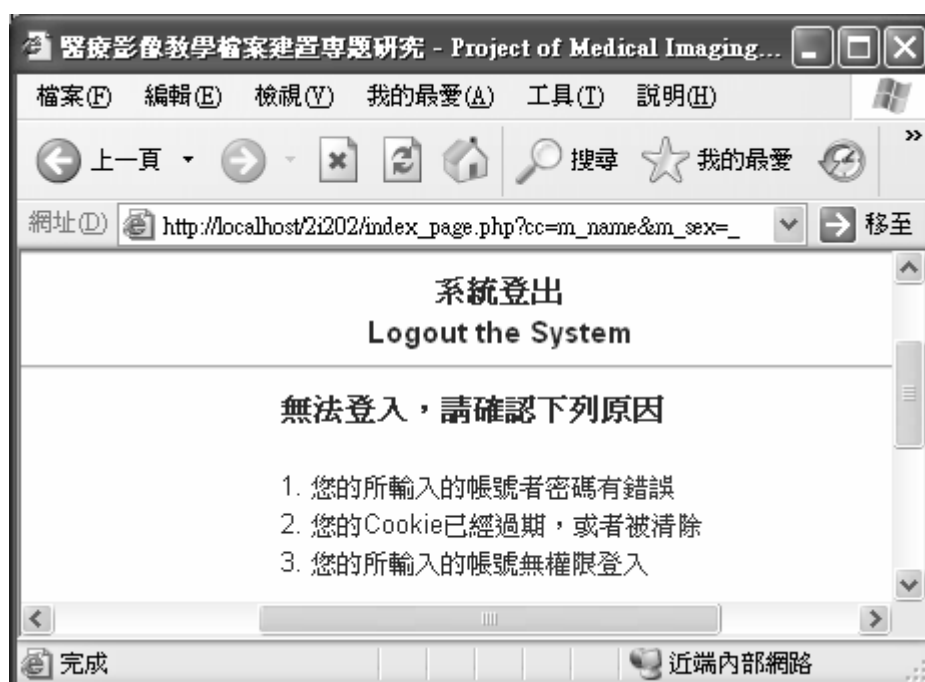 醫療影像教學檔案建置專題研究 - Project of Medical Imaging...
檔案(F) 編輯(E) 檢視(V) 我的最愛(A) 工具(T) 說明(H)
上一頁 搜尋 我的最愛 »
網址(D) http://localhost/2i202/index_page.php?cc=m_name&m_sex=_ 移至
系統登出
Logout the System
無法登入,請確認下列原因
1. 您的所輸入的帳號者密碼有錯誤
2. 您的Cookie已經過期,或者被清除
3. 您的所輸入的帳號無權限登入
完成 近端內部網路